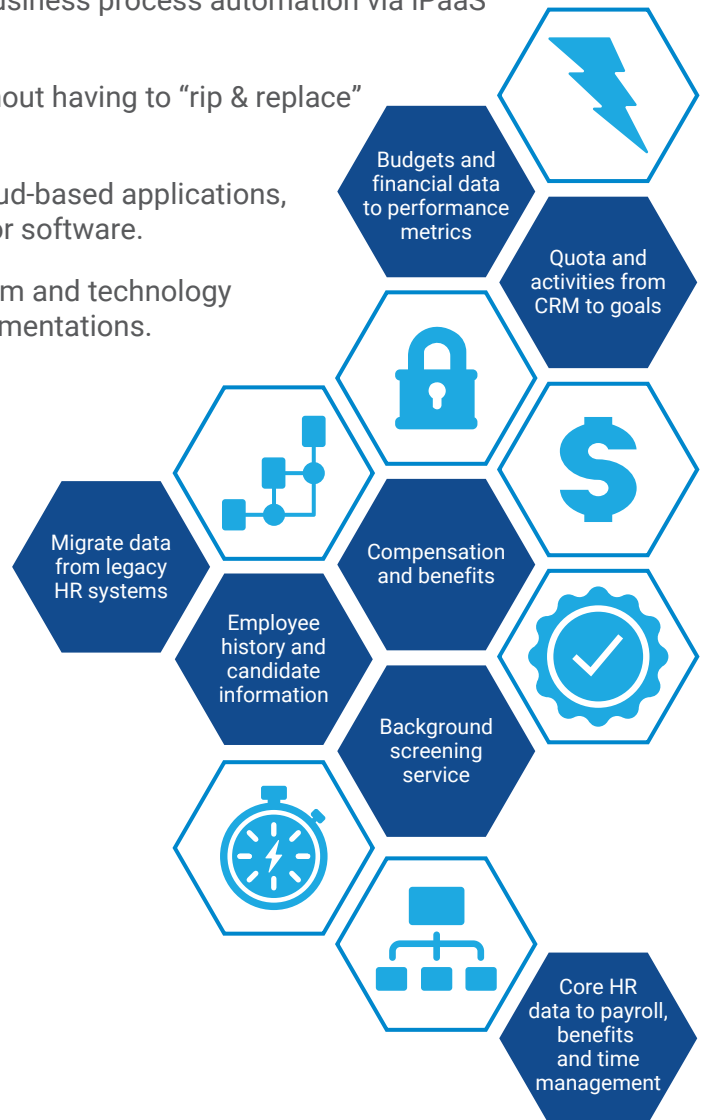 usiness process automation via iPaaS
out having to “rip & replace”
ud-based applications,
or software.
m and technology
mentations.
Budgets and
financial data
to performance
metrics
Quota and
activities from
CRM to goals
Migrate data
from legacy
HR systems
Compensation
and benefits
Employee
history and
candidate
information
Background
screening
service
Core HR
data to payroll,
benefits
and time
management